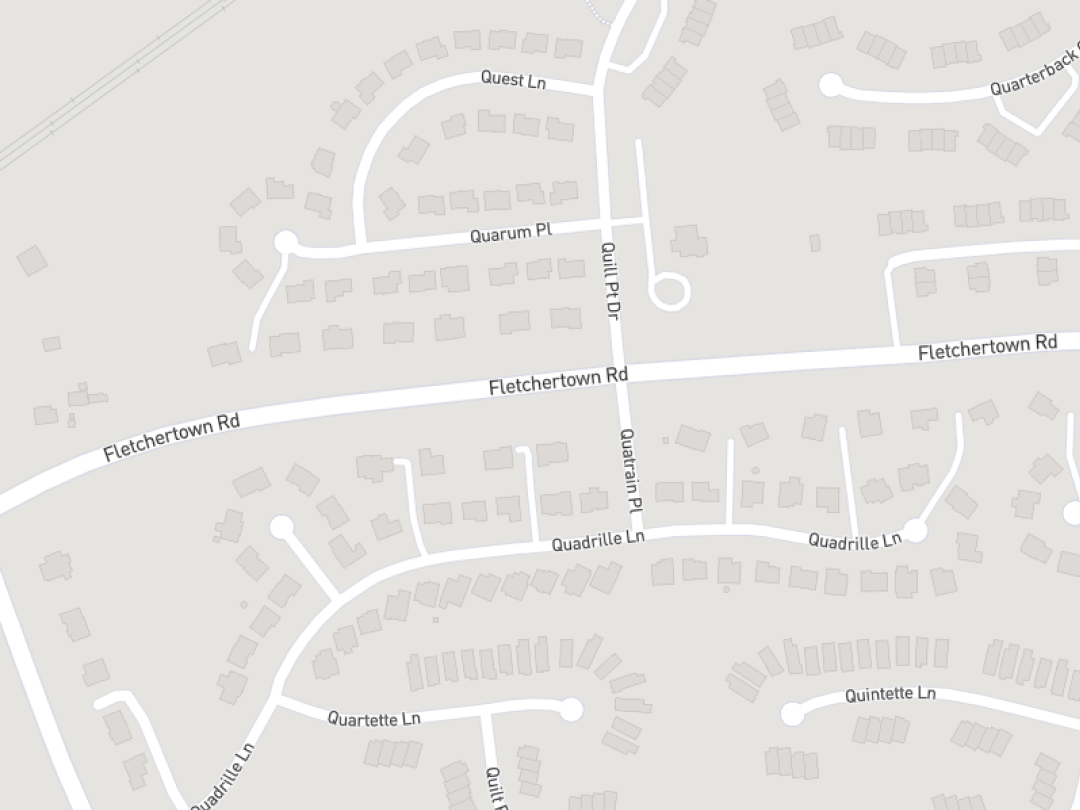 Quest Ln
Quarterback
Quarum Pl
Quill Pt Dr
Fletchertown Rd
Fletchertown Rd
Fletchertown Rd
Quatrain Pl
Quadrille Ln
Quadrille Ln
Quintette Ln
Quartette Ln
Quadrille Ln
Quilt